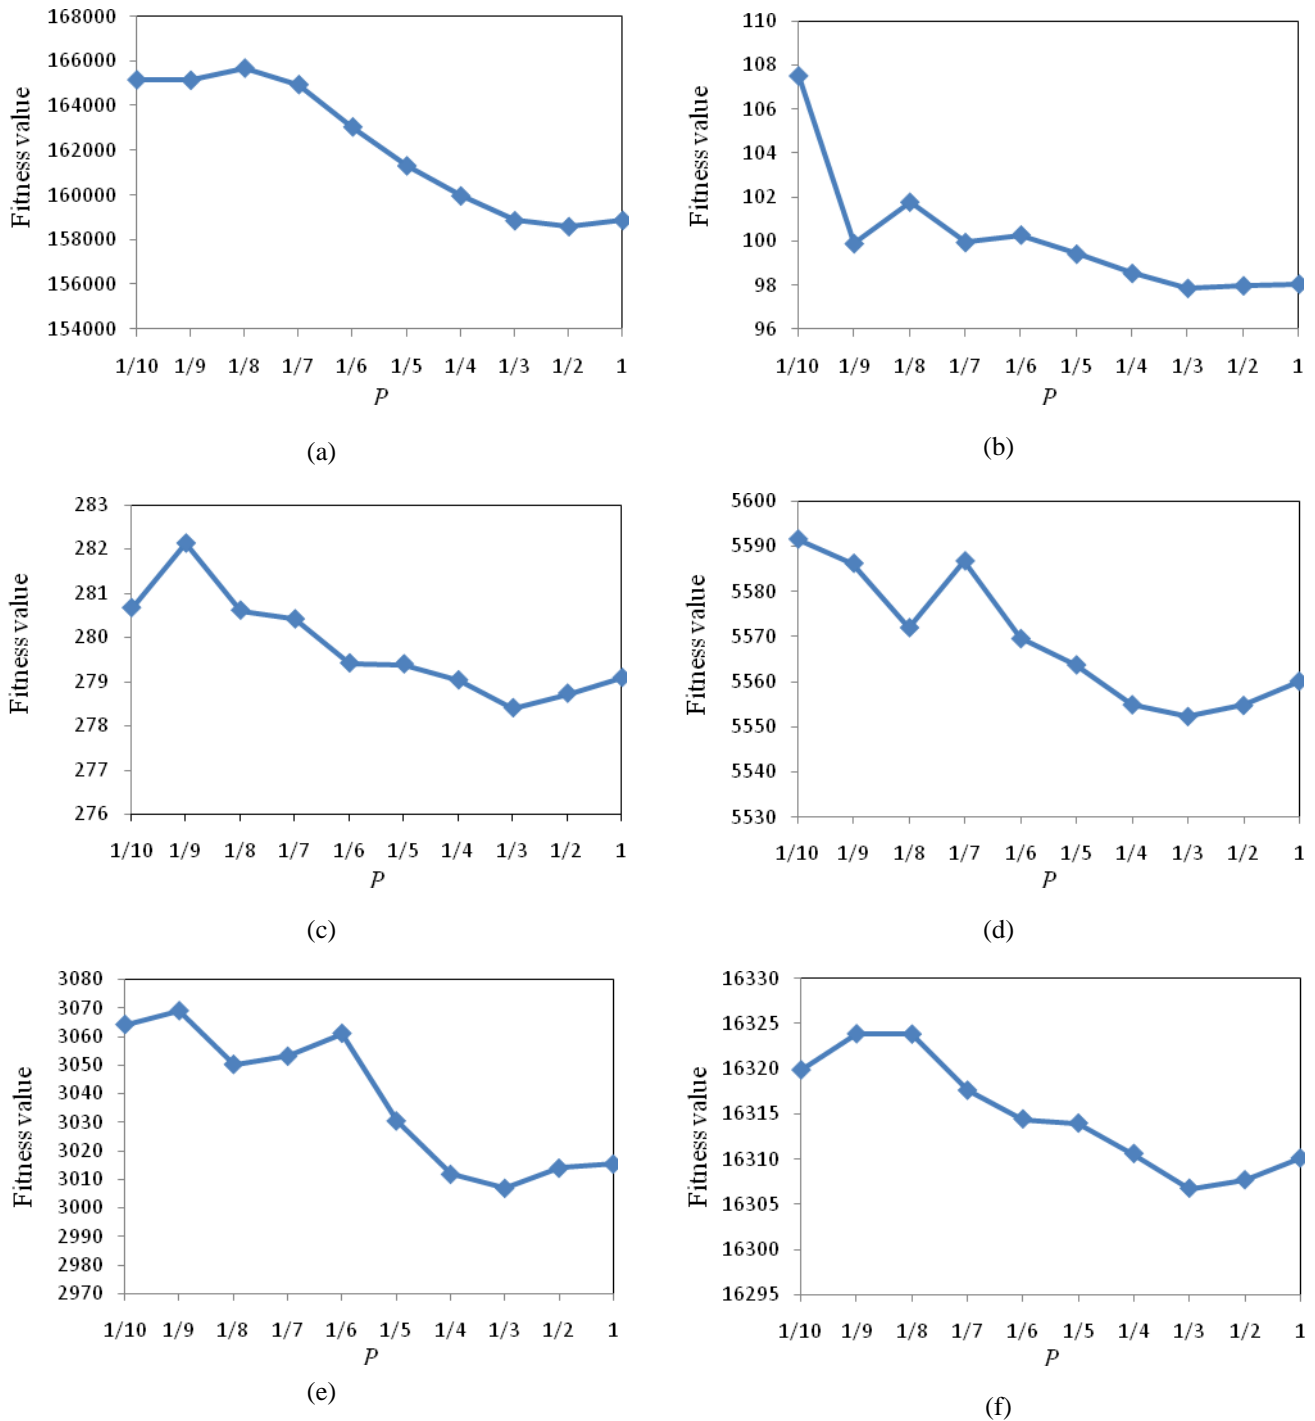 168000
166000
164000
162000
160000
158000
156000
154000
Fitness value
1/10 1/9 1/8 1/7 1/6 1/5 1/4 1/3 1/2 1
P
(a)
110
108
106
104
102
100
98
96
Fitness value
1/10 1/9 1/8 1/7 1/6 1/5 1/4 1/3 1/2 1
P
(b)
283
282
281
280
279
278
277
276
Fitness value
1/10 1/9 1/8 1/7 1/6 1/5 1/4 1/3 1/2 1
P
(c)
5600
5590
5580
5570
5560
5550
5540
5530
Fitness value
1/10 1/9 1/8 1/7 1/6 1/5 1/4 1/3 1/2 1
P
(d)
3080
3070
3060
3050
3040
3030
3020
3010
3000
2990
2980
2970
Fitness value
1/10 1/9 1/8 1/7 1/6 1/5 1/4 1/3 1/2 1
P
(e)
16330
16325
16320
16315
16310
16305
16300
16295
Fitness value
1/10 1/9 1/8 1/7 1/6 1/5 1/4 1/3 1/2 1
P
(f)